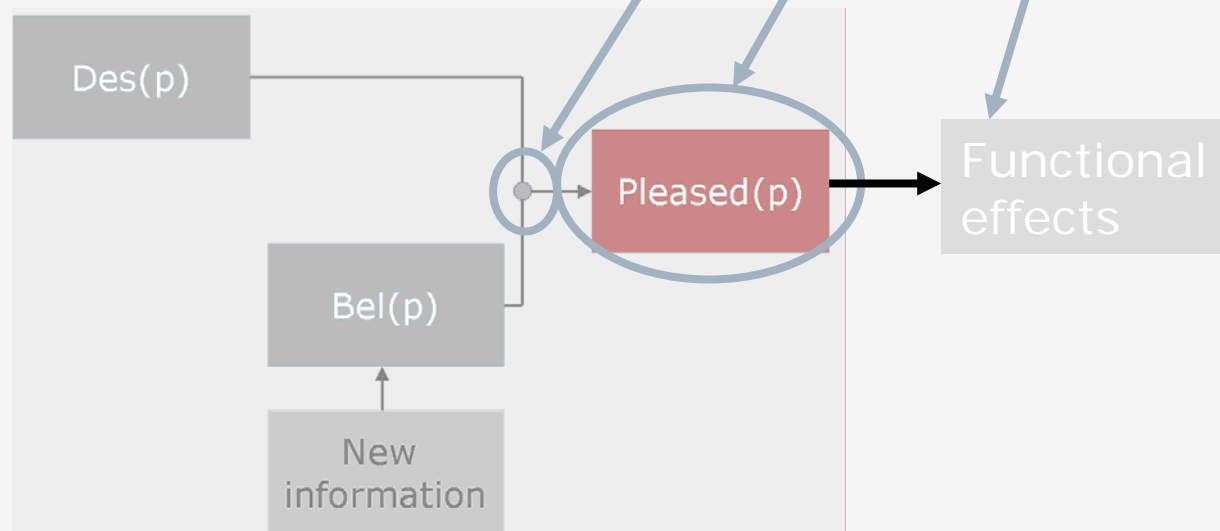 Des(p)
Pleased(p)
Functional
effects
Bel(p)
New
information